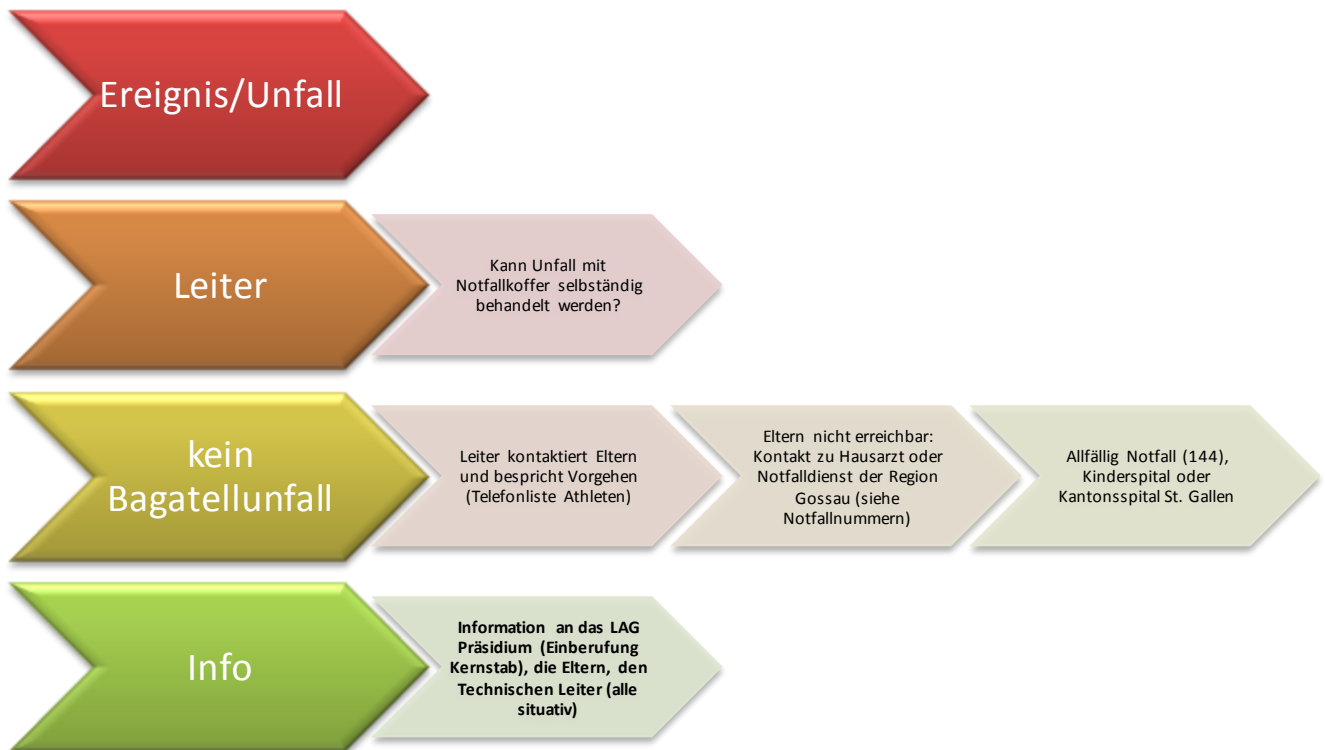 Ereignis/Unfall
Leiter
Kann Unfall mit
Notfallkoffer selbständig
behandelt werden?
kein
Bagatellunfall
Leiter kontaktiert Eltern
und bespricht Vorgehen
(Telefonliste Athleten)
Eltern nicht erreichbar:
Kontakt zu Hausarzt oder
Notfalldienst der Region
Gossau (siehe
Notfallnummern)
Allfällig Notfall (144),
Kinderspital oder
Kantonsspital St. Gallen
Info
Information an das LAG
Präsidium (Einberufung
Kernstab), die Eltern, den
Technischen Leiter (alle
situativ)